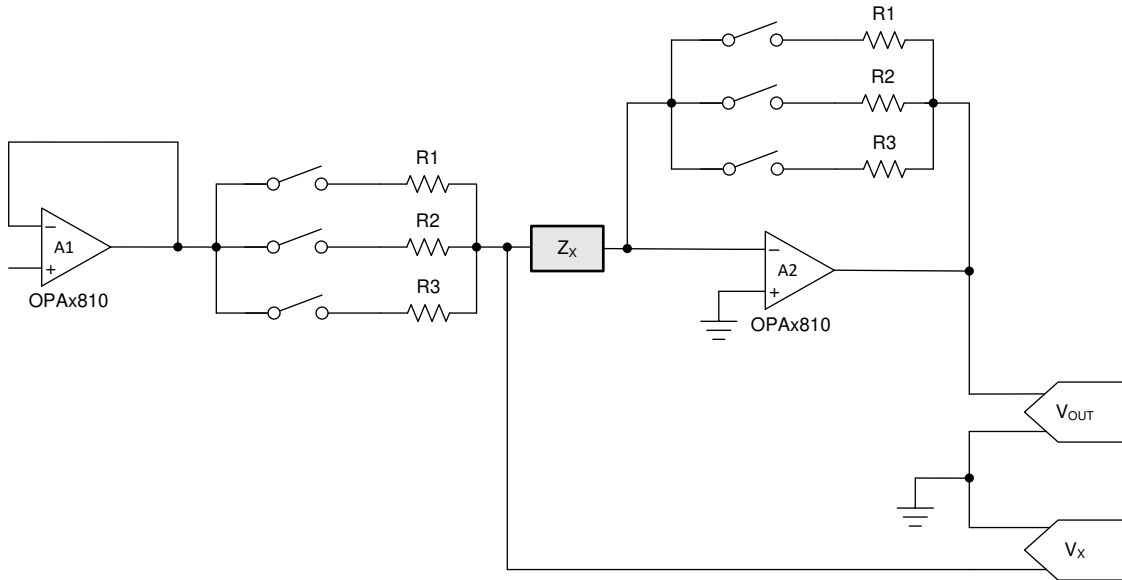 R1
R2
R3
R1
R2
R3
−
A1
+
OPAx810
ZX
−
A2
+
OPAx810
VOUT
VX